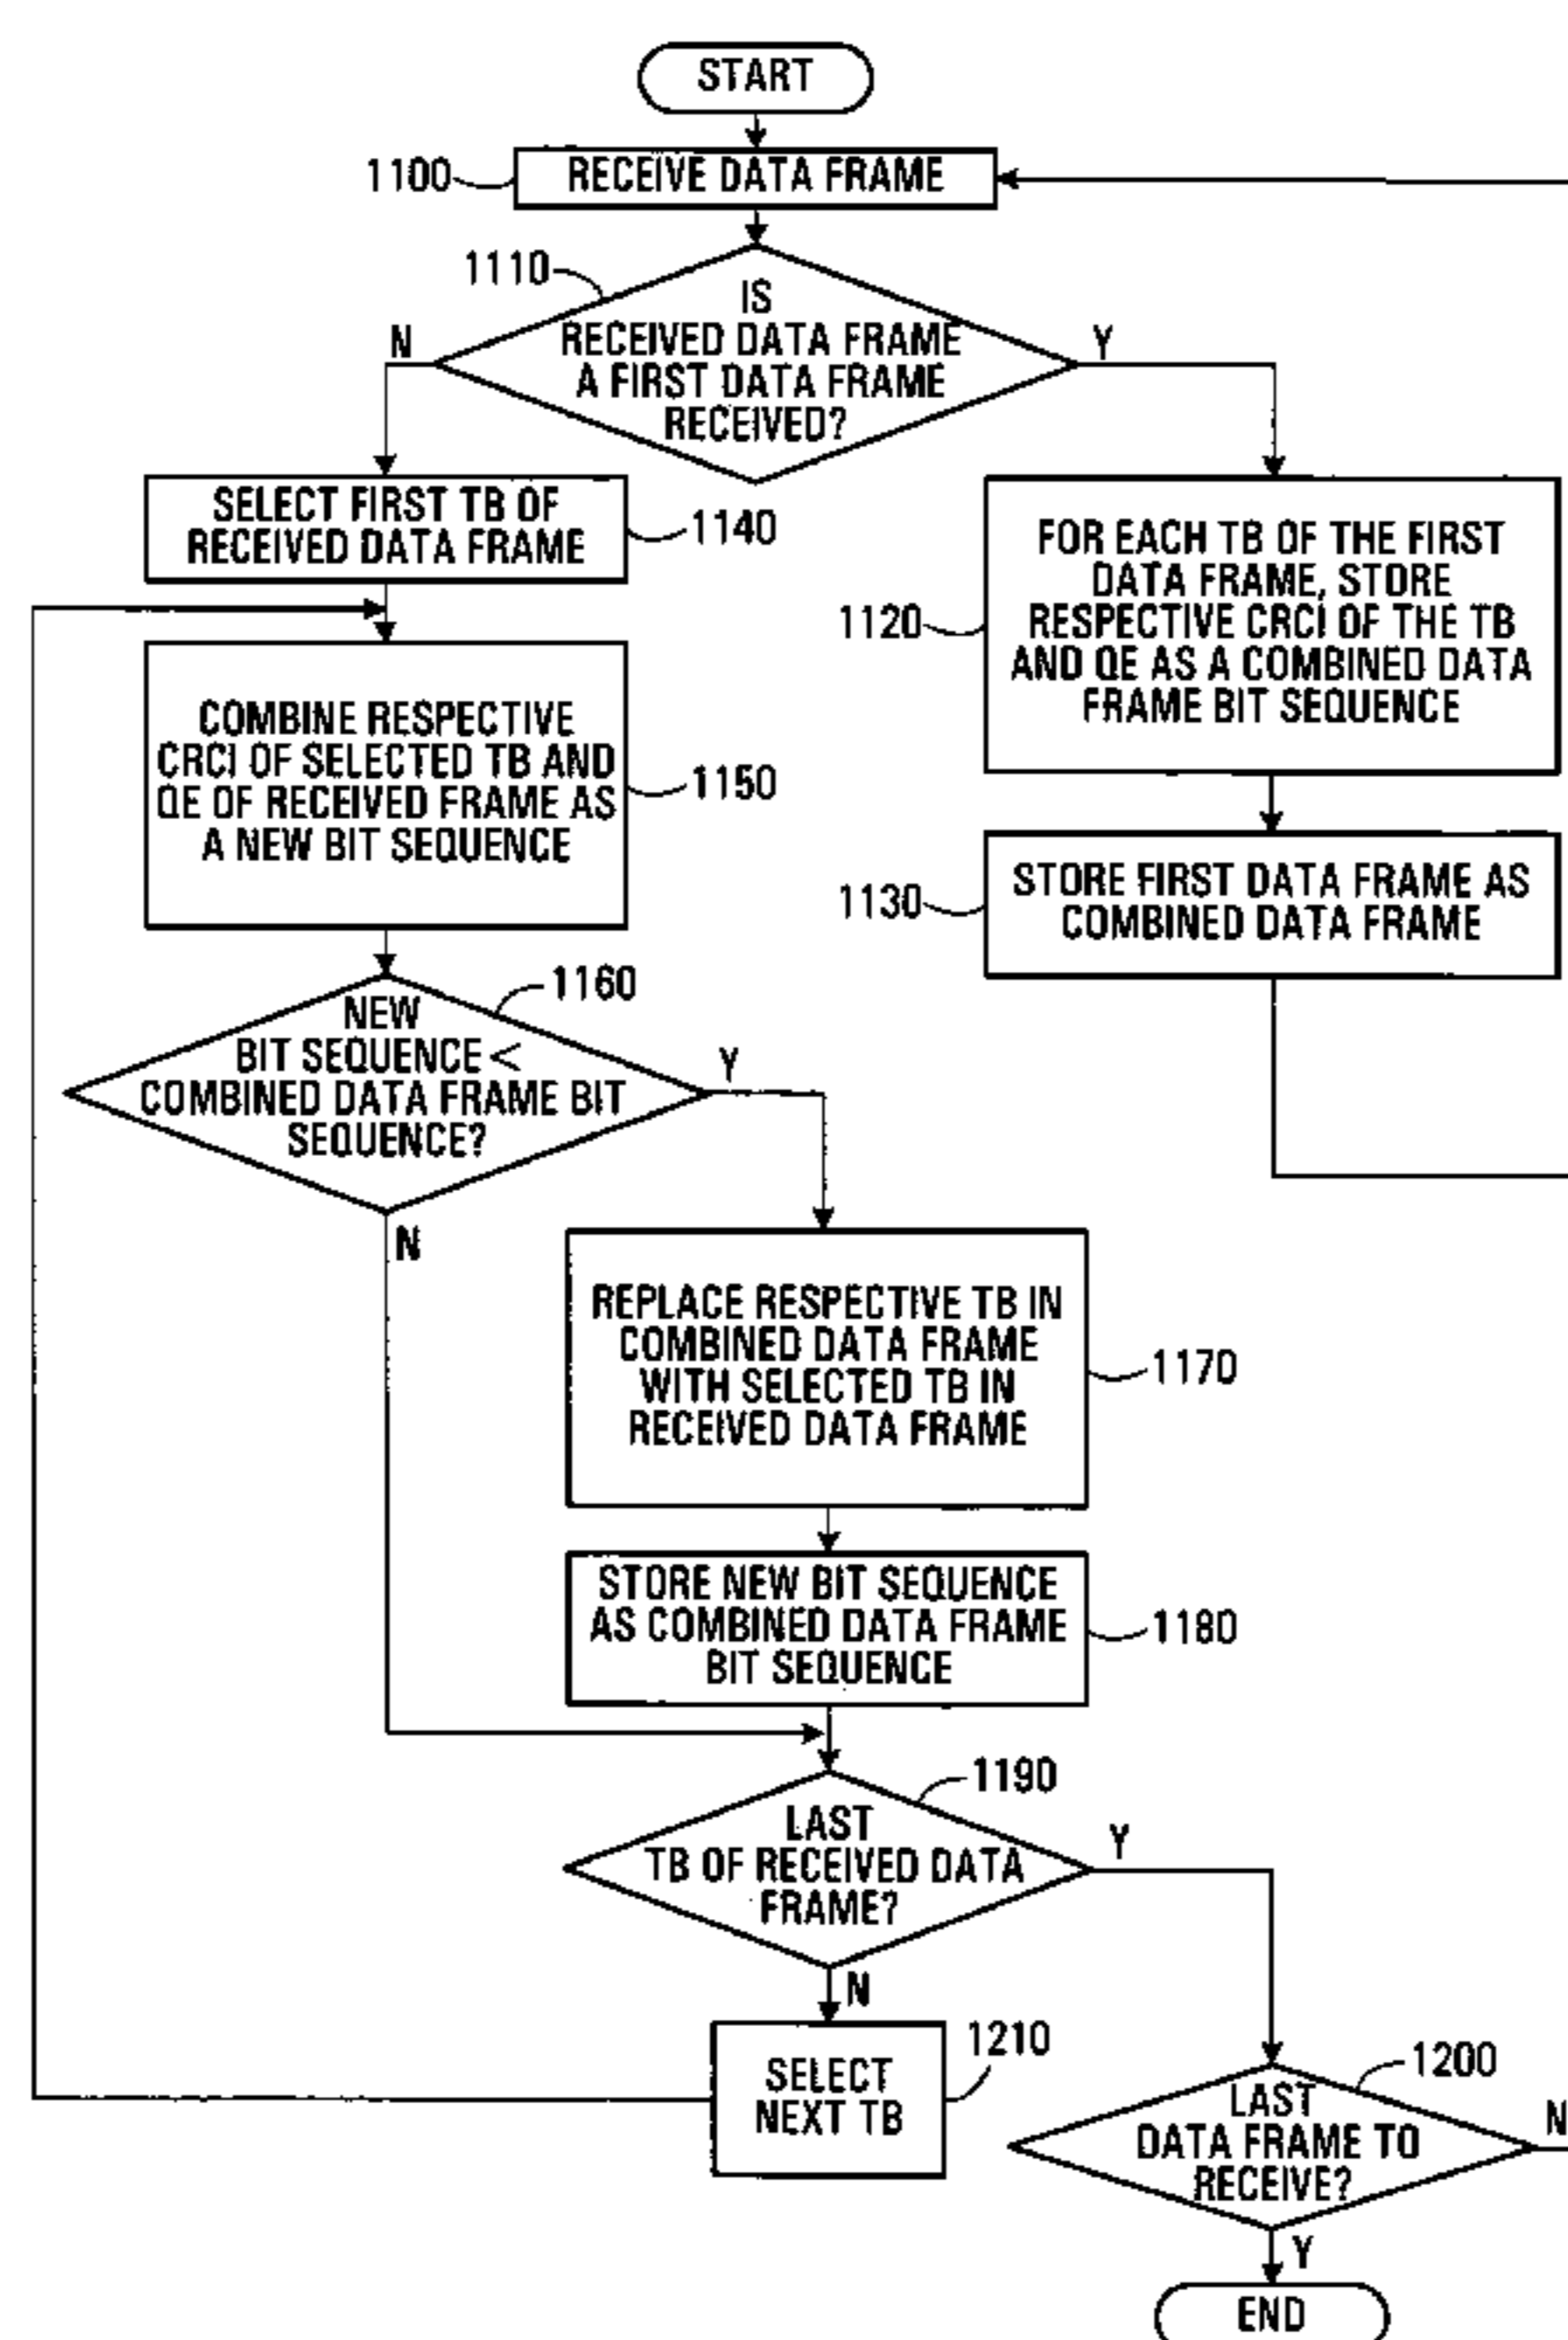 START
1100
RECEIVE DATA FRAME
1110
IS
RECEIVED DATA FRAME
A FIRST DATA FRAME
RECEIVED?
N
Y
SELECT FIRST TB OF
RECEIVED DATA FRAME
1140
FOR EACH TB OF THE FIRST
DATA FRAME, STORE
RESPECTIVE CRCI OF THE TB
AND QE AS A COMBINED DATA
FRAME BIT SEQUENCE
1120
COMBINE RESPECTIVE
CRCI OF SELECTED TB AND
QE OF RECEIVED FRAME AS
A NEW BIT SEQUENCE
1150
STORE FIRST DATA FRAME AS
COMBINED DATA FRAME
1130
1160
NEW
BIT SEQUENCE <
COMBINED DATA FRAME BIT
SEQUENCE?
Y
N
REPLACE RESPECTIVE TB IN
COMBINED DATA FRAME
WITH SELECTED TB IN
RECEIVED DATA FRAME
1170
STORE NEW BIT SEQUENCE
AS COMBINED DATA FRAME
BIT SEQUENCE
1180
1190
LAST
TB OF RECEIVED DATA
FRAME?
Y
N
SELECT
NEXT TB
1210
1200
LAST
DATA FRAME TO
RECEIVE?
N
Y
END